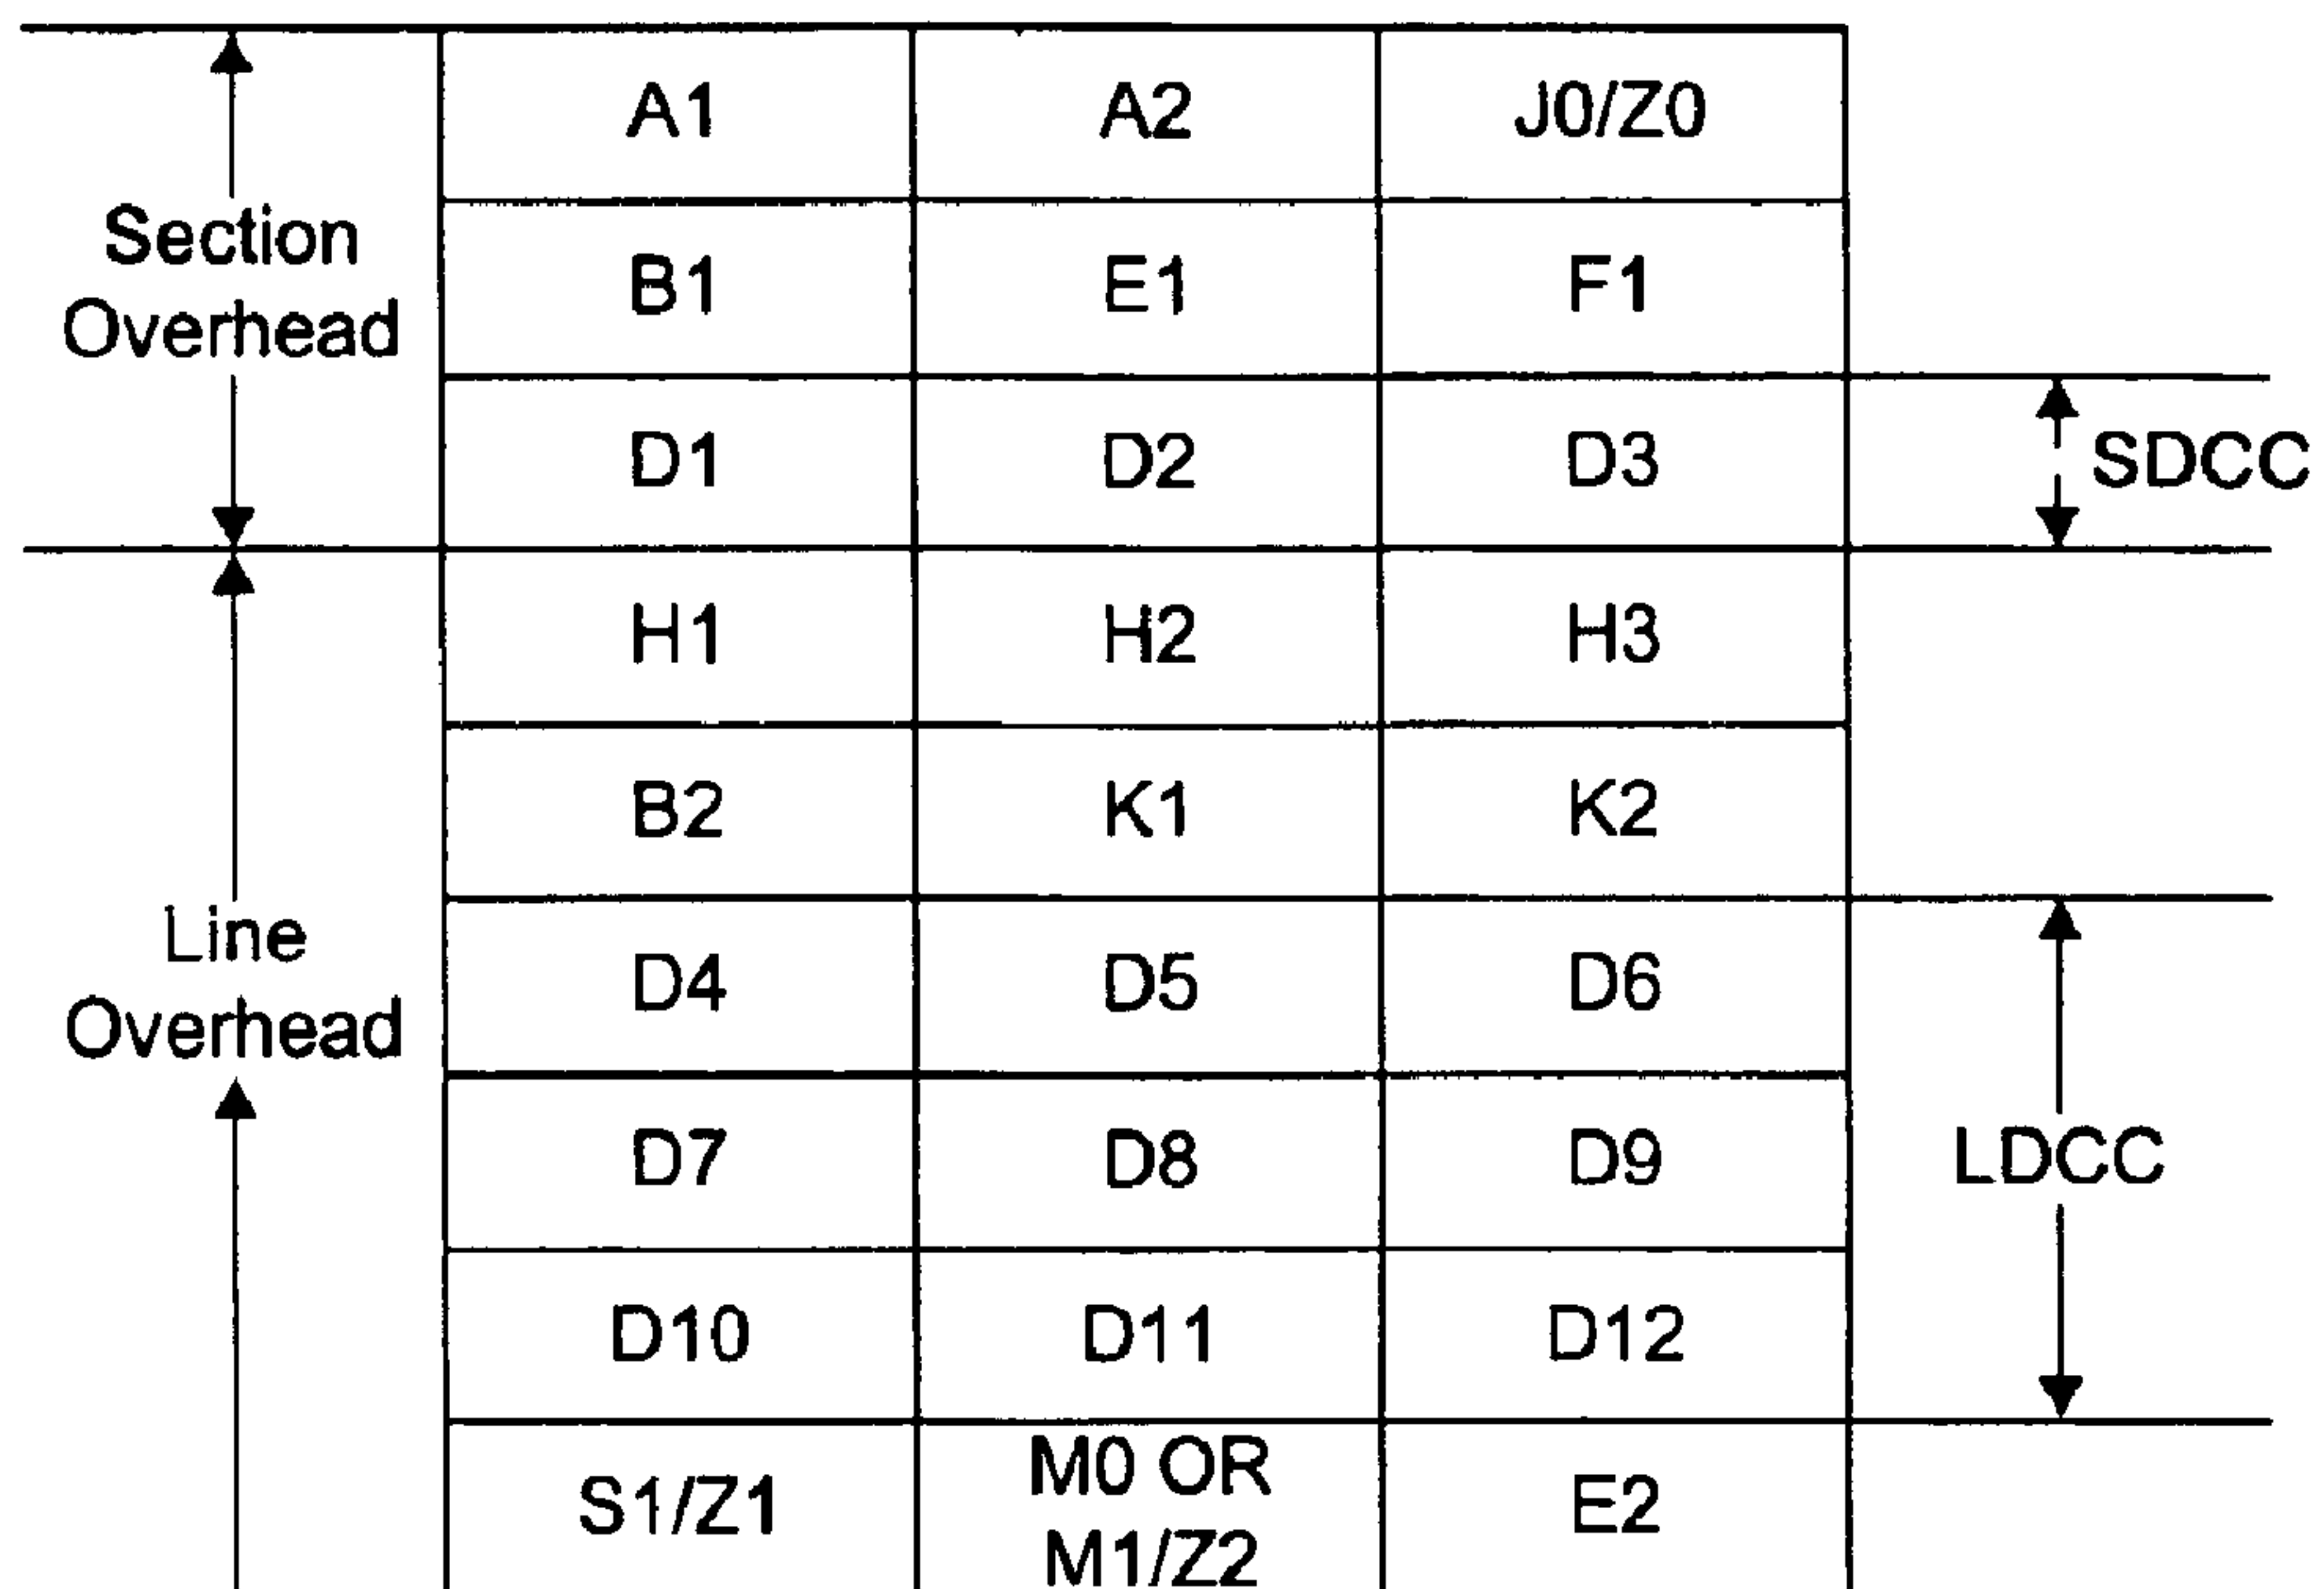 A1 A2 J0/Z0
Section
Overhead
B1 E1 F1
D1 D2 D3 SDCC
H1 H2 H3
B2 K1 K2
Line
Overhead
D4 D5 D6
D7 D8 D9 LDCC
D10 D11 D12
S1/Z1 M0 OR
M1/Z2 E2